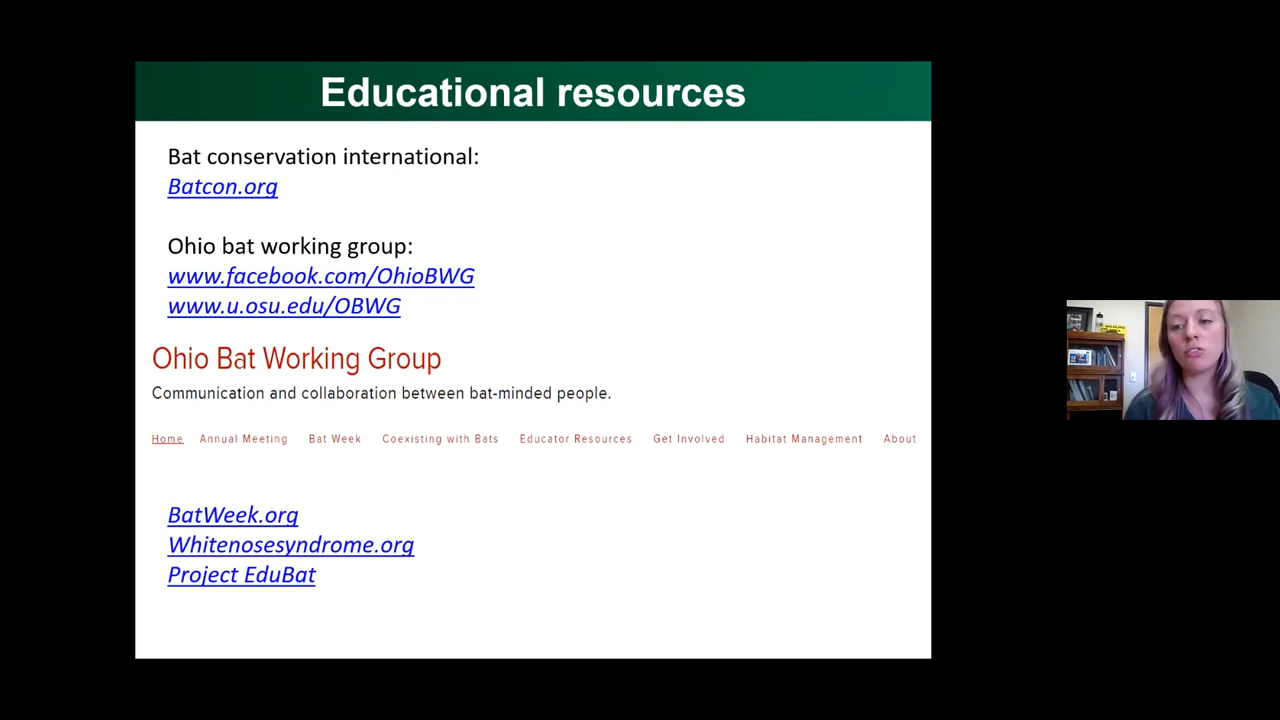 Educational resources
Bat conservation international:
Batcon.org
Ohio bat working group:
www.facebook.com/OhioBWG
www.u.osu.edu/OBWG
Ohio Bat Working Group
Communication and collaboration between bat-minded people.
Home Annual Meeting Bat Week Coexisting with Bats Educator Resources Get Involved Habitat Management About
BatWeek.org
Whitenosesyndrome.org
Project EduBat